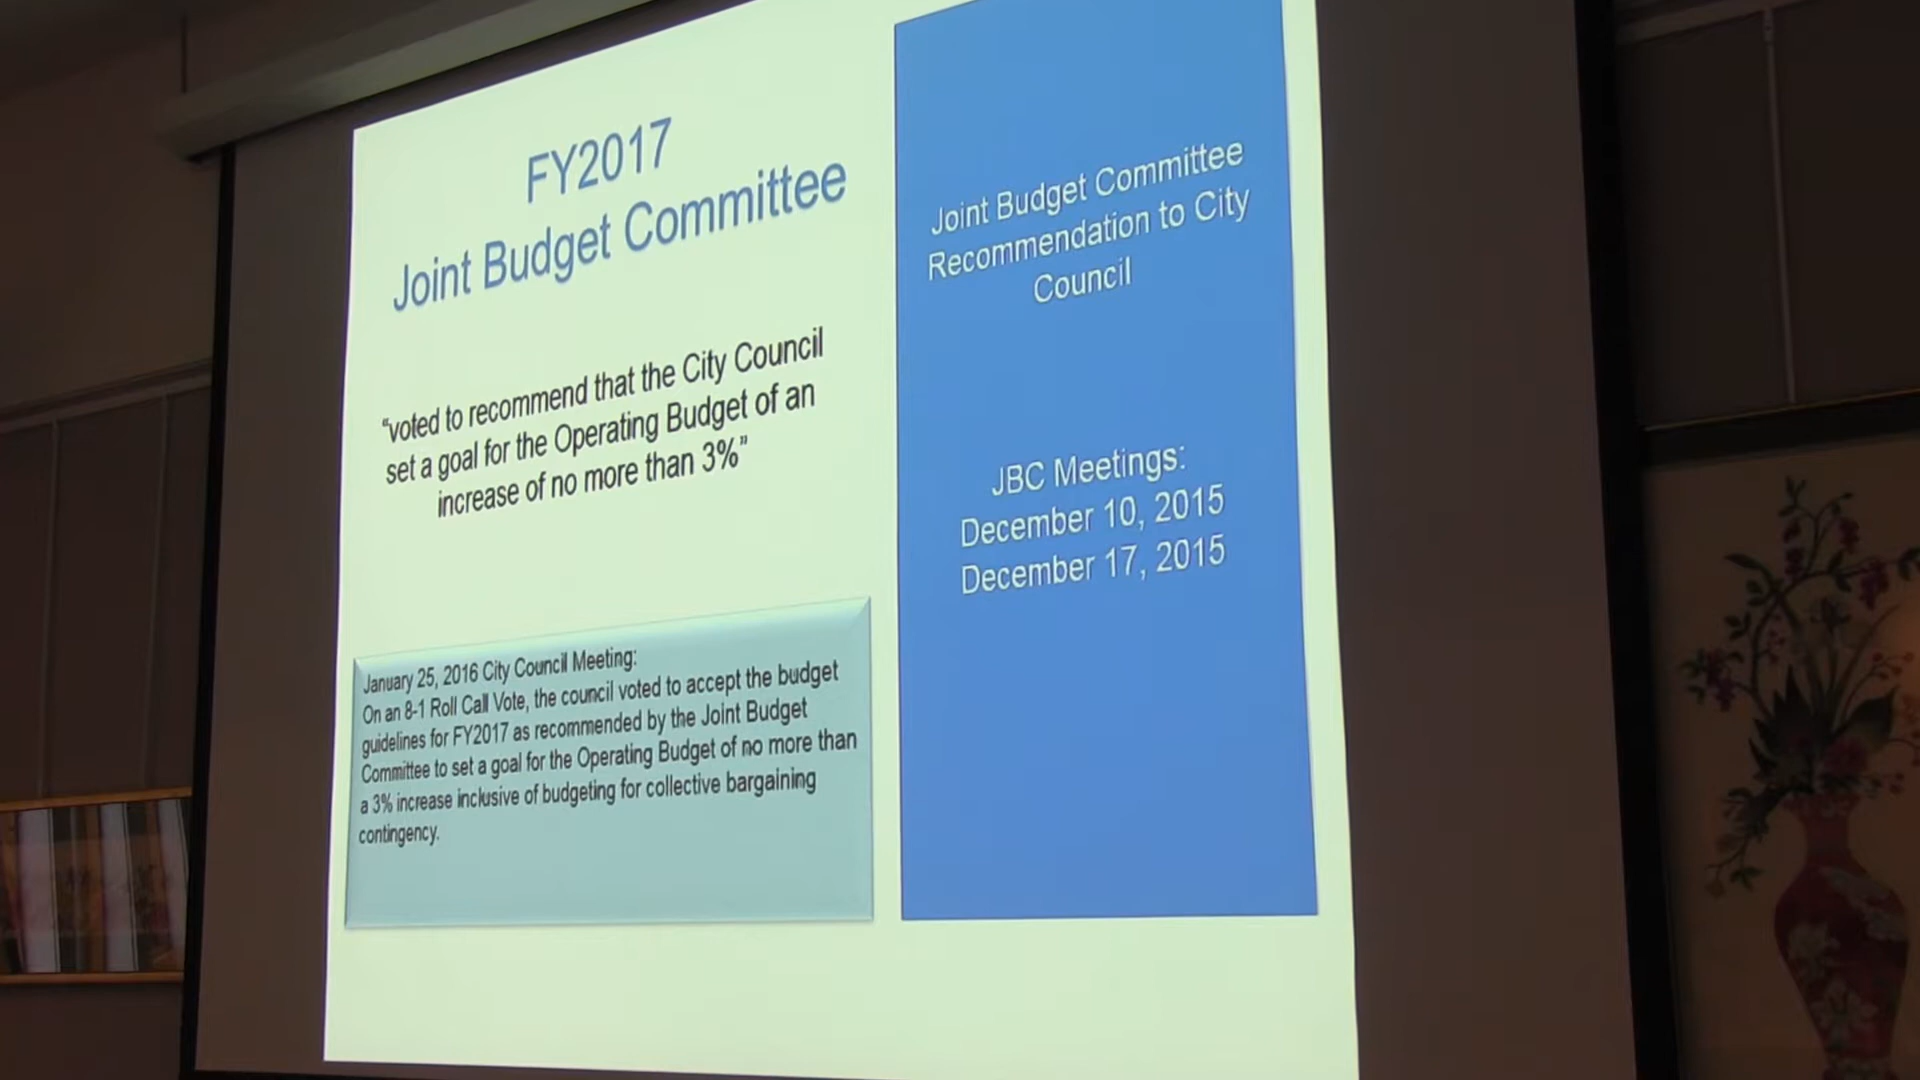 FY2017
Joint Budget Committee
“voted to recommend that the City Council
set a goal for the Operating Budget of an
increase of no more than 3%”
January 25, 2016 City Council Meeting:
On an 8-1 Roll Call Vote, the council voted to accept the budget
guidelines for FY2017 as recommended by the Joint Budget
Committee to set a goal for the Operating Budget of no more than
a 3% increase inclusive of budgeting for collective bargaining
contingency.
Joint Budget Committee
Recommendation to City
Council
JBC Meetings:
December 10, 2015
December 17, 2015